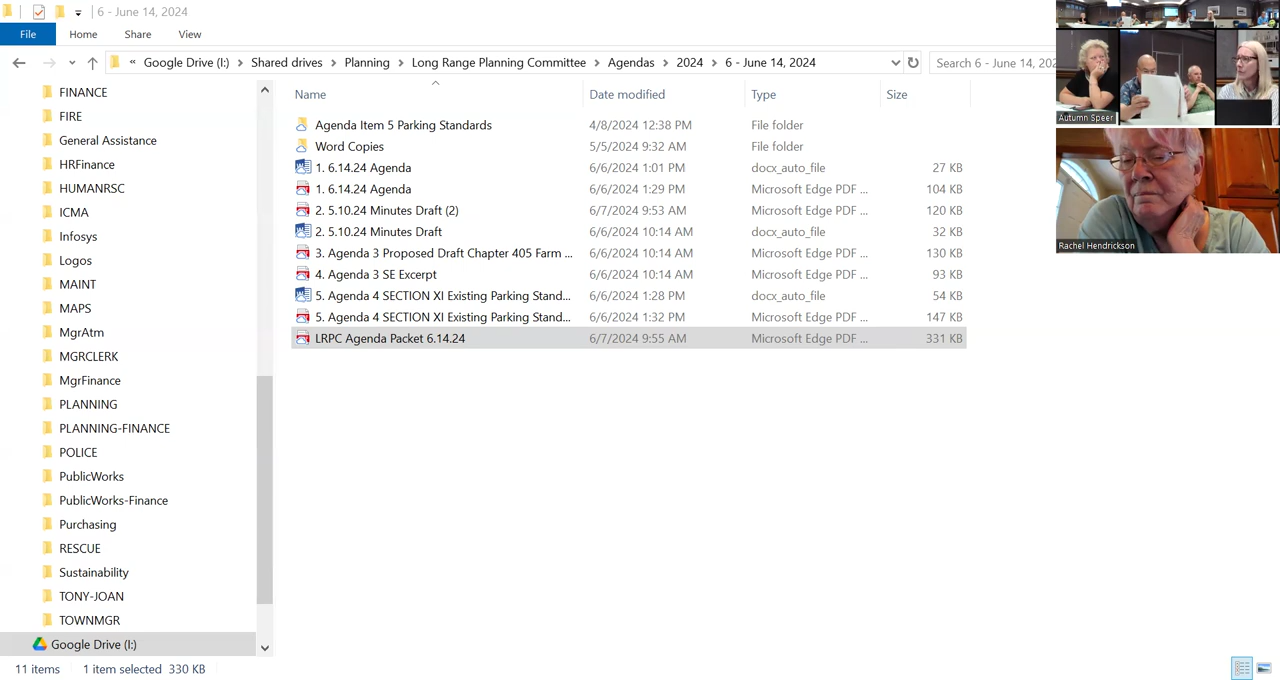 6 - June 14, 2024
File Home Share View
« Google Drive (I:) > Shared drives > Planning > Long Range Planning Committee > Agendas > 2024 > 6 - June 14, 2024
Search 6 - June 14, 202
FINANCE
FIRE
General Assistance
HRFinance
HUMANRSC
ICMA
Infosys
Logos
MAINT
MAPS
MgrAtm
MGRCLERK
MgrFinance
PLANNING
PLANNING-FINANCE
POLICE
PublicWorks
PublicWorks-Finance
Purchasing
RESCUE
Sustainability
TONY-JOAN
TOWNMGR
Google Drive (I:)
Name Date modified Type Size
Agenda Item 5 Parking Standards 4/8/2024 12:38 PM File folder
Word Copies 5/5/2024 9:32 AM File folder
1. 6.14.24 Agenda 6/6/2024 1:01 PM docx_auto_file 27 KB
1. 6.14.24 Agenda 6/6/2024 1:29 PM Microsoft Edge PDF ... 104 KB
2. 5.10.24 Minutes Draft (2) 6/7/2024 9:53 AM Microsoft Edge PDF ... 120 KB
2. 5.10.24 Minutes Draft 6/6/2024 10:14 AM docx_auto_file 32 KB
3. Agenda 3 Proposed Draft Chapter 405 Farm ... 6/6/2024 10:14 AM Microsoft Edge PDF ... 130 KB
4. Agenda 3 SE Excerpt 6/6/2024 10:14 AM Microsoft Edge PDF ... 93 KB
5. Agenda 4 SECTION XI Existing Parking Stand... 6/6/2024 1:28 PM docx_auto_file 54 KB
5. Agenda 4 SECTION XI Existing Parking Stand... 6/6/2024 1:32 PM Microsoft Edge PDF ... 147 KB
LRPC Agenda Packet 6.14.24 6/7/2024 9:55 AM Microsoft Edge PDF ... 331 KB
11 items 1 item selected 330 KB
Autumn Speer
Rachel Hendrickson